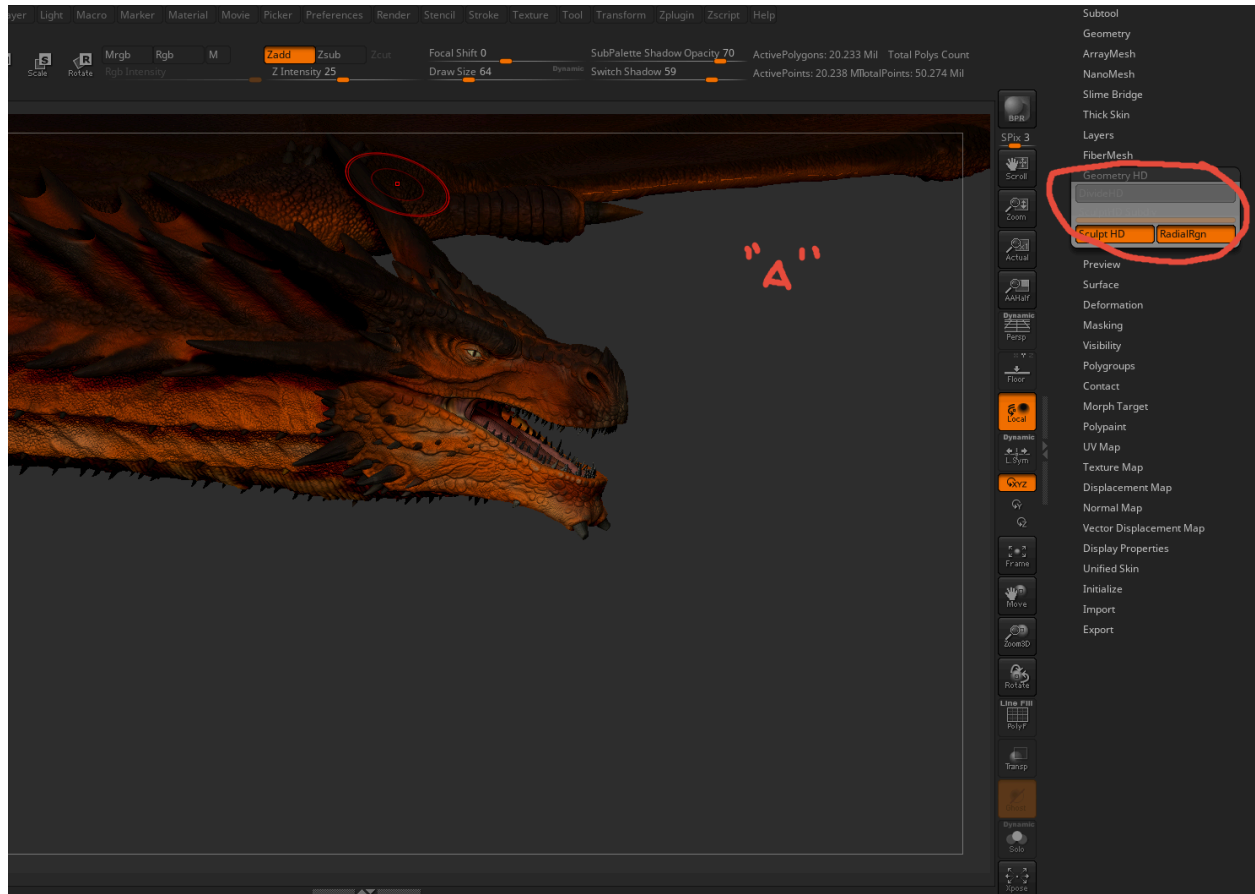 ayer Light Macro Marker Material Movie Picker Preferences Render Stencil Stroke Texture Tool Transform Zplugin Zscript Help
Mrgb Rgb M Zadd Zsub Zcut Focal Shift 0 SubPalette Shadow Opacity 70 ActivePolygons: 20.233 Mil Total Polys Count
S R
Scale Rotate Rgb Intensity Z Intensity 25 Draw Size 64 Dynamic Switch Shadow 59 ActivePoints: 20.238 Mil TotalPoints: 50.274 Mil
"A"
BPR
SPix 3
Scroll
Zoom
Actual
AAHalf
Dynamic
Persp
Floor
Local
Dynamic
L.Sym
XYZ
Y
Z
Frame
Move
Zoom3D
Rotate
Line Fill
PolyF
Transp
Dynamic
Solo
Xpose
Subtool
Geometry
ArrayMesh
NanoMesh
Slime Bridge
Thick Skin
Layers
FiberMesh
Geometry HD
DivideHD
Sculpt HD RadialRgn
Preview
Surface
Deformation
Masking
Visibility
Polygroups
Contact
Morph Target
Polypaint
UV Map
Texture Map
Displacement Map
Normal Map
Vector Displacement Map
Display Properties
Unified Skin
Initialize
Import
Export